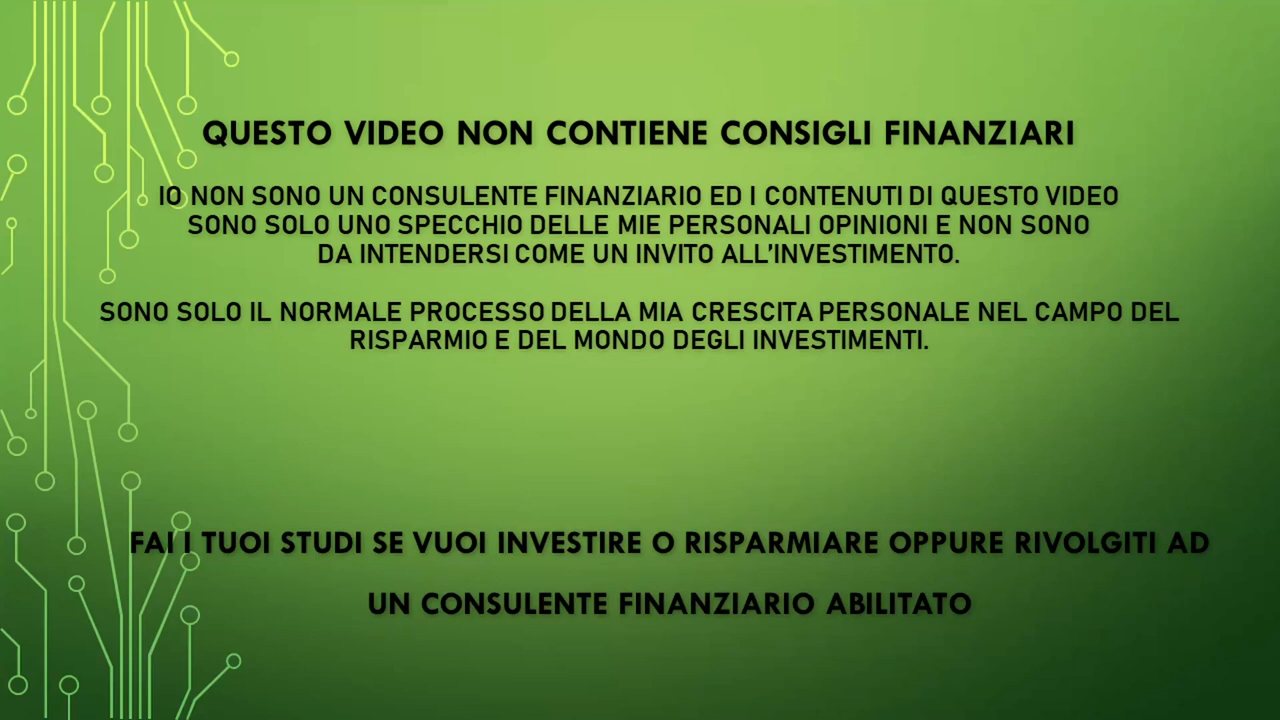 QUESTO VIDEO NON CONTIENE CONSIGLI FINANZIARI
IO NON SONO UN CONSULENTE FINANZIARIO ED I CONTENUTI DI QUESTO VIDEO
SONO SOLO UNO SPECCHIO DELLE MIE PERSONALI OPINIONI E NON SONO
DA INTENDERSI COME UN INVITO ALL'INVESTIMENTO.
SONO SOLO IL NORMALE PROCESSO DELLA MIA CRESCITA PERSONALE NEL CAMPO DEL
RISPARMIO E DEL MONDO DEGLI INVESTIMENTI.
FAI I TUOI STUDI SE VUOI INVESTIRE O RISPARMIARE OPPURE RIVOLGITI AD
UN CONSULENTE FINANZIARIO ABILITATO